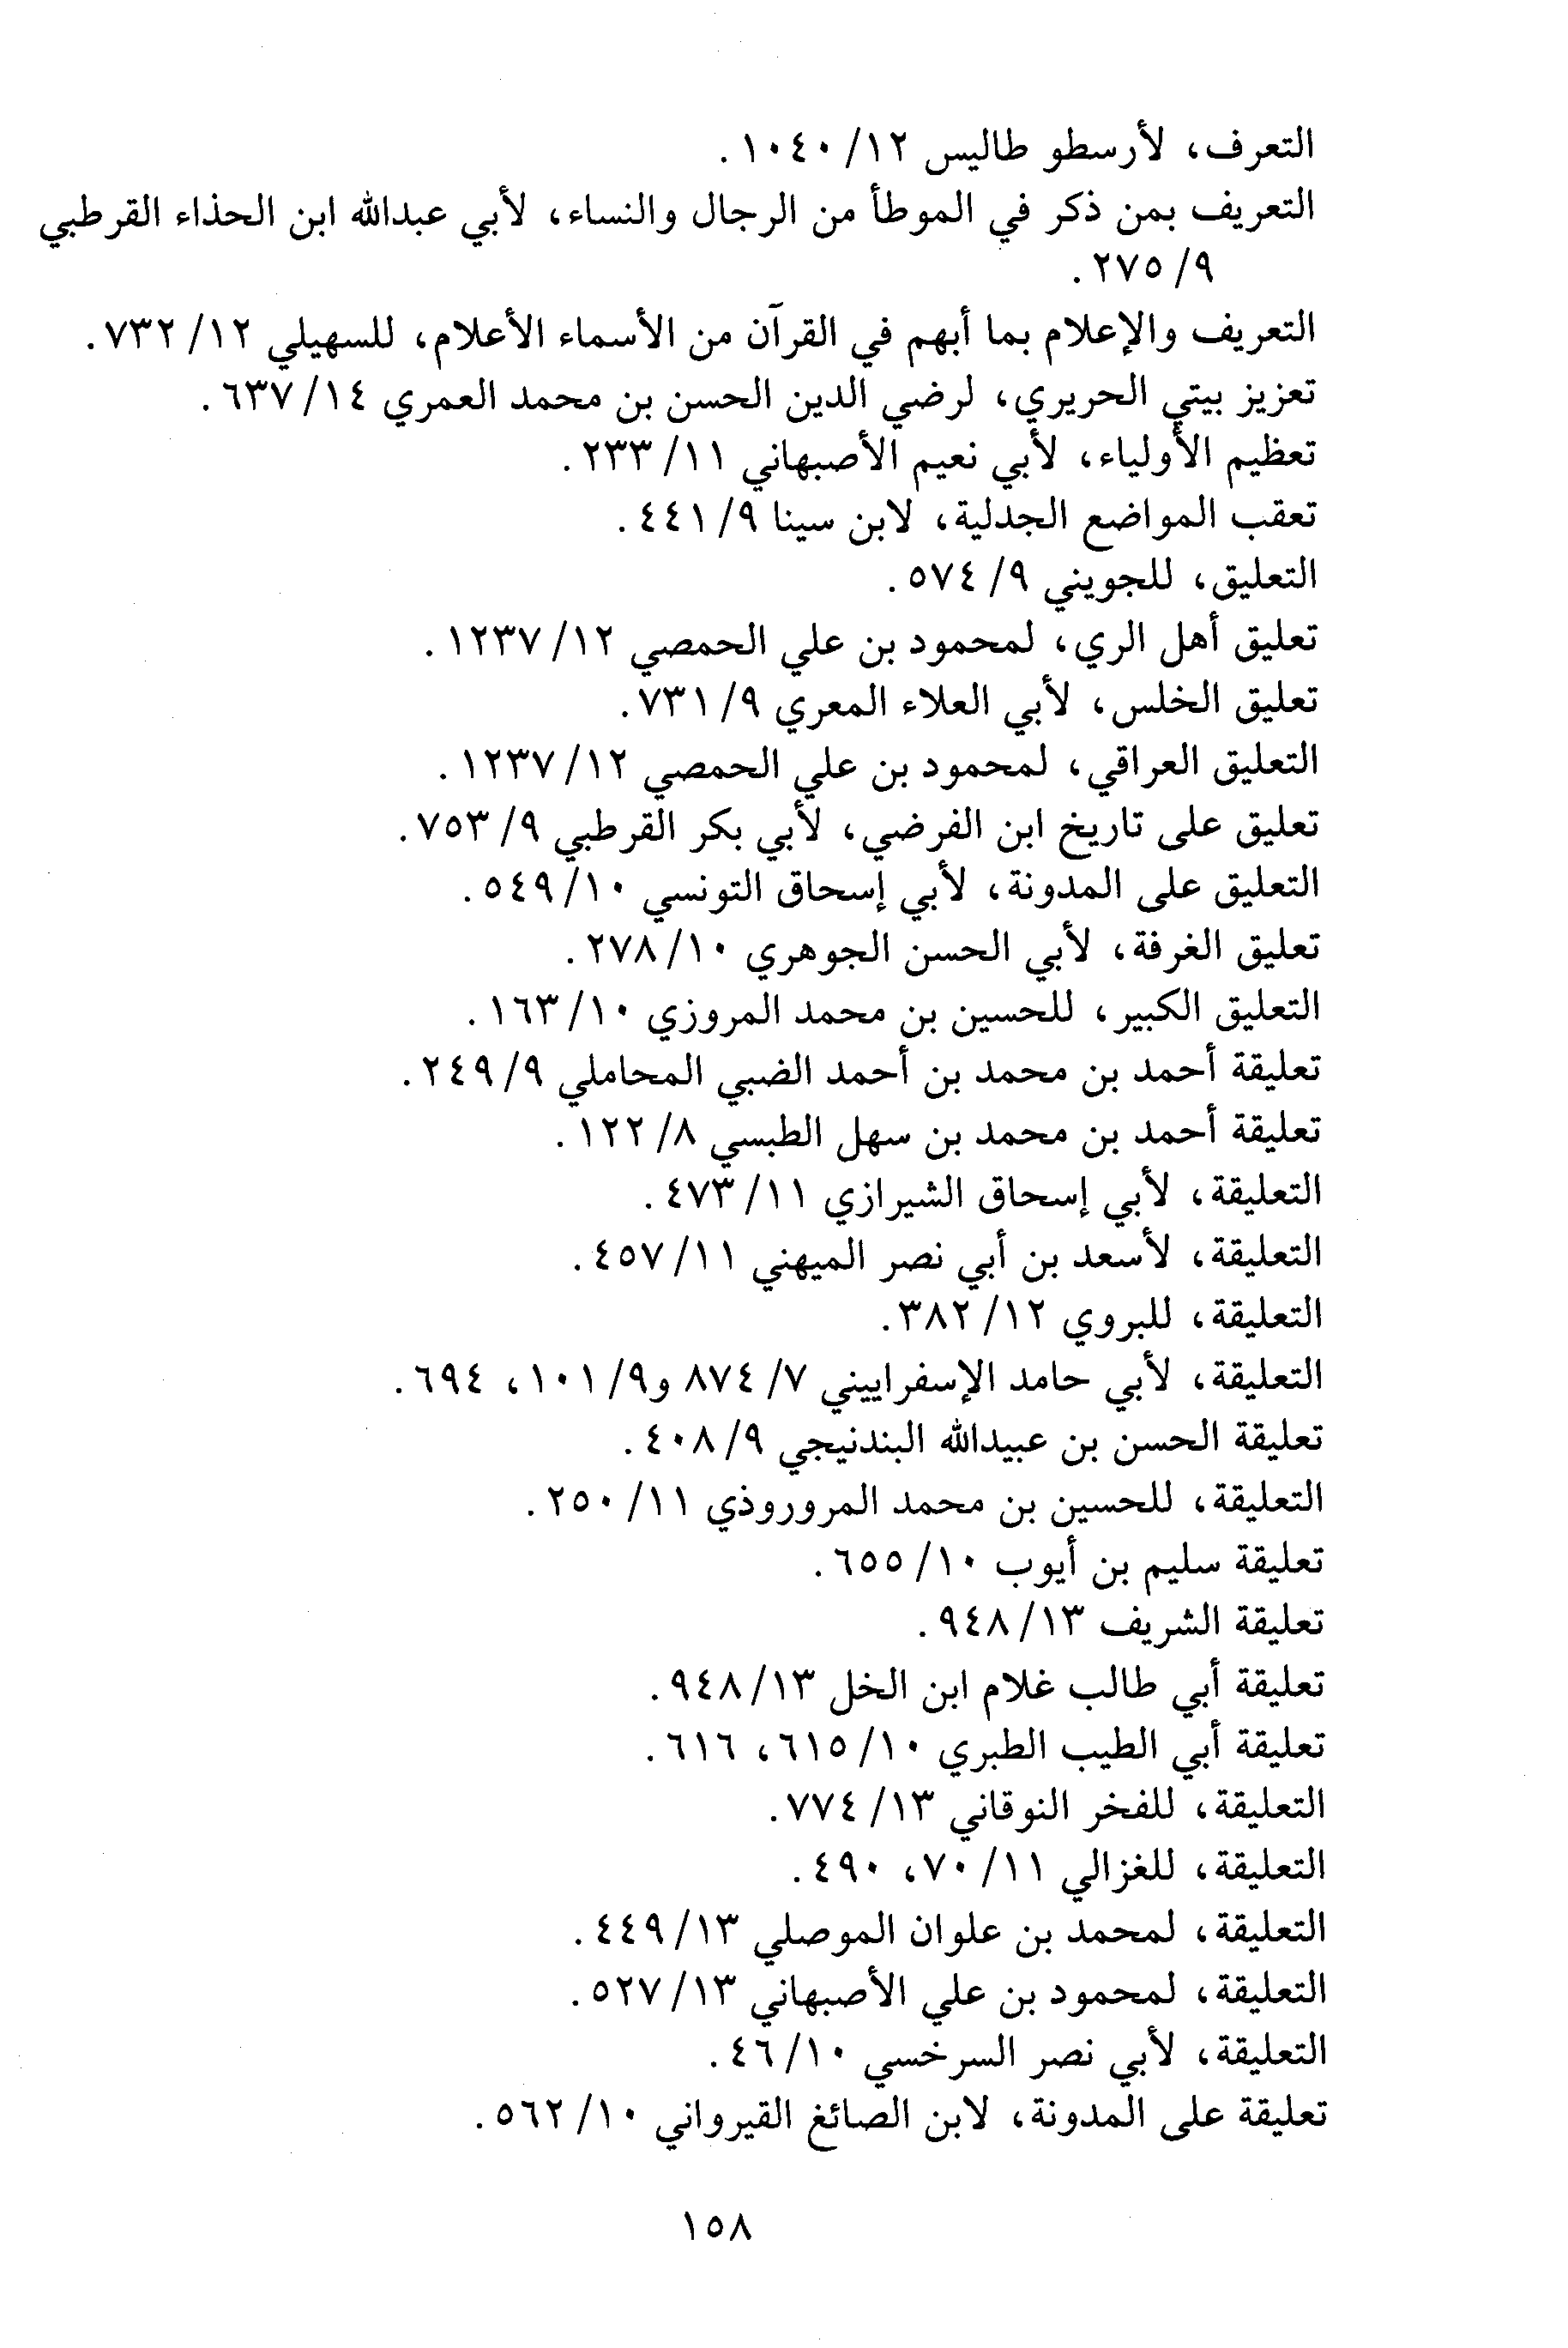 التعرف، لأرسطو طاليس ١٢/ ١٠٤٠.
التعريف بمن ذكر في الموطأ من الرجال والنساء، لأبي عبدالله ابن الحذاء القرطبي
٩/ ٢٧٥.
التعريف والإعلام بما أبهم في القرآن من الأسماء الأعلام، للسهيلي ١٢/ ٧٣٢.
تعزيز بيتي الحريري، لرضي الدين الحسن بن محمد العمري ١٤/ ٦٣٧.
تعظيم الأولياء، لأبي نعيم الأصبهاني ١١/ ٢٣٣.
تعقب المواضع الجدلية، لابن سينا ٩/ ٤٤١.
التعليق، للجويني ٩/ ٥٧٤.
تعليق أهل الري، لمحمود بن علي الحمصي ١٢/ ١٢٣٧.
تعليق الخلس، لأبي العلاء المعري ٩/ ٧٣١.
التعليق العراقي، لمحمود بن علي الحمصي ١٢/ ١٢٣٧.
تعليق على تاريخ ابن الفرضي، لأبي بكر القرطبي ٩/ ٧٥٣.
التعليق على المدونة، لأبي إسحاق التونسي ١٠/ ٥٤٩.
تعليق الغرفة، لأبي الحسن الجوهري ١٠/ ٢٧٨.
التعليق الكبير، للحسين بن محمد المروزي ١٠/ ١٦٣.
تعليقة أحمد بن محمد بن أحمد الضبي المحاملي ٩/ ٢٤٩.
تعليقة أحمد بن محمد بن سهل الطبسي ٨/ ١٢٢.
التعليقة، لأبي إسحاق الشيرازي ١١/ ٤٧٣.
التعليقة، لأسعد بن أبي نصر الميهني ١١/ ٤٥٧.
التعليقة، للبروي ١٢/ ٣٨٢.
التعليقة، لأبي حامد الإسفراييني ٧/ ٨٧٤ و٩/ ١٠١، ٦٩٤.
تعليقة الحسن بن عبيدالله البندنيجي ٩/ ٤٠٨.
التعليقة، للحسين بن محمد المروروذي ١١/ ٢٥٠.
تعليقة سليم بن أيوب ١٠/ ٦٥٥.
تعليقة الشريف ١٣/ ٩٤٨.
تعليقة أبي طالب غلام ابن الخل ١٣/ ٩٤٨.
تعليقة أبي الطيب الطبري ١٠/ ٦١٥، ٦١٦.
التعليقة، للفخر النوقاني ١٣/ ٧٧٤.
التعليقة، للغزالي ١١/ ٧٠، ٤٩٠.
التعليقة، لمحمد بن علوان الموصلي ١٣/ ٤٤٩.
التعليقة، لمحمود بن علي الأصبهاني ١٣/ ٥٢٧.
التعليقة، لأبي نصر السرخسي ١٠/ ٤٦.
تعليقة على المدونة، لابن الصائغ القيرواني ١٠/ ٥٦٢.
١٥٨